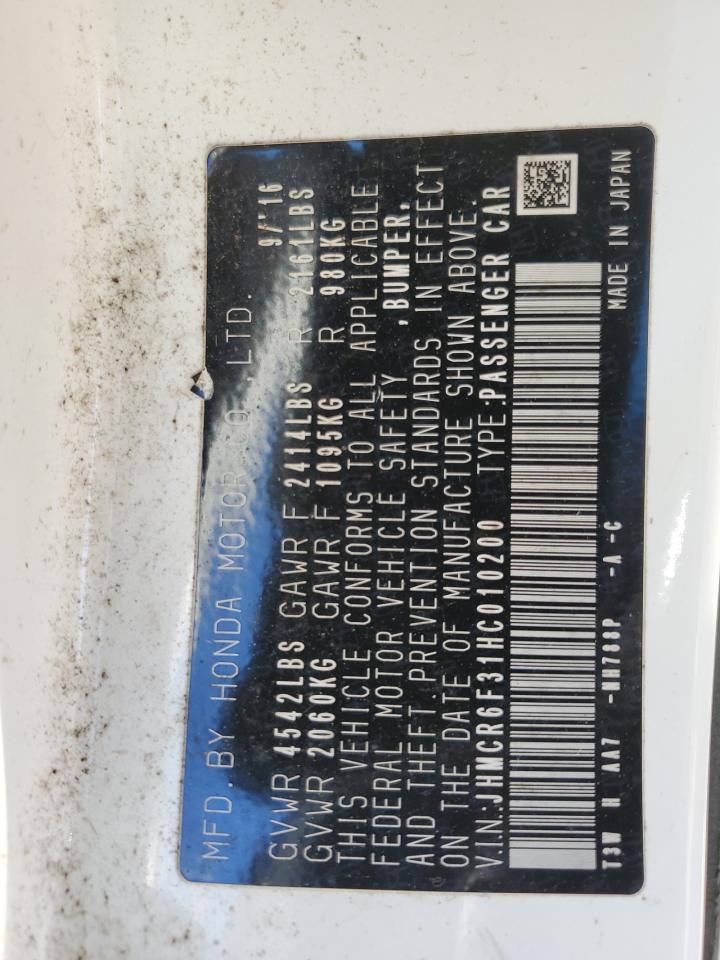 MFD. BY HONDA MOTOR CO.,LTD. 9/'16
GVWR 4542LBS GAWR F 2414LBS R 2161LBS
GVWR 2060KG GAWR F 1095KG R 980KG
THIS VEHICLE CONFORMS TO ALL APPLICABLE
FEDERAL MOTOR VEHICLE SAFETY ,BUMPER,
AND THEFT PREVENTION STANDARDS IN EFFECT
ON THE DATE OF MANUFACTURE SHOWN ABOVE.
V.I.N.:JHMCR6F31HC010200 TYPE:PASSENGER CAR
T3W H AA7 -NH788P -A -C MADE IN JAPAN